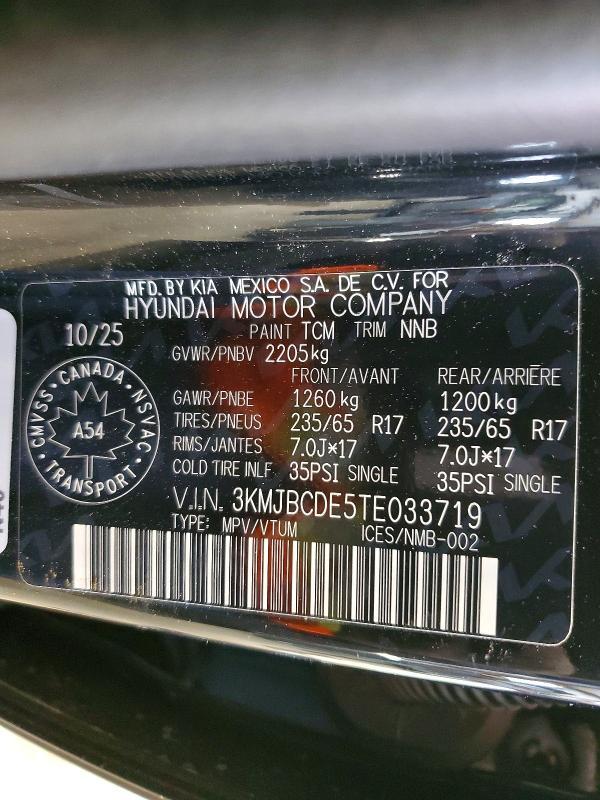 MFD. BY KIA MEXICO S.A. DE C.V. FOR
HYUNDAI MOTOR COMPANY
10/25 PAINT TCM TRIM NNB
GVWR/PNBV 2205kg
FRONT/AVANT REAR/ARRIÈRE
GAWR/PNBE 1260kg 1200kg
TIRES/PNEUS 235/65 R17 235/65 R17
RIMS/JANTES 7.0J×17 7.0J×17
COLD TIRE INLF. 35PSI SINGLE 35PSI SINGLE
V.I.N. 3KMJBCDE5TE033719
TYPE: MPV/VTUM ICES/NMB-002
CMVSS · CANADA · NSVAC · TRANSPORT ·
A54